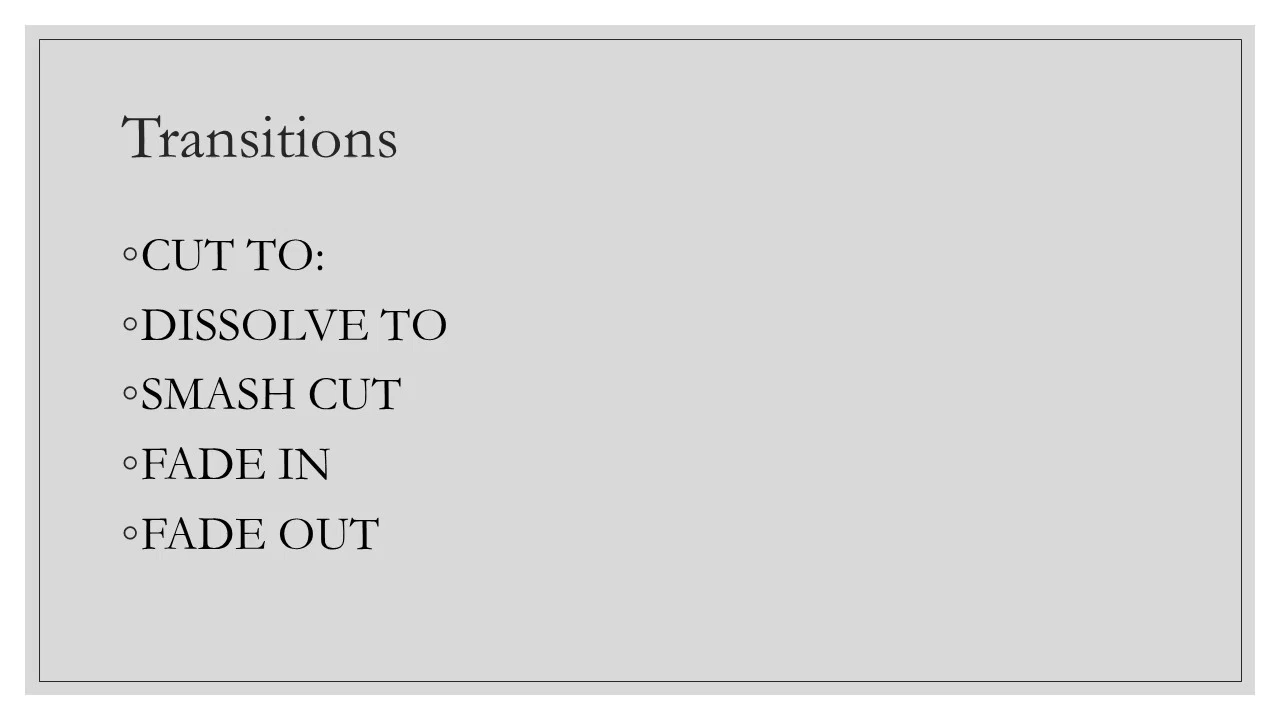 Transitions
◦CUT TO:
◦DISSOLVE TO
◦SMASH CUT
◦FADE IN
◦FADE OUT